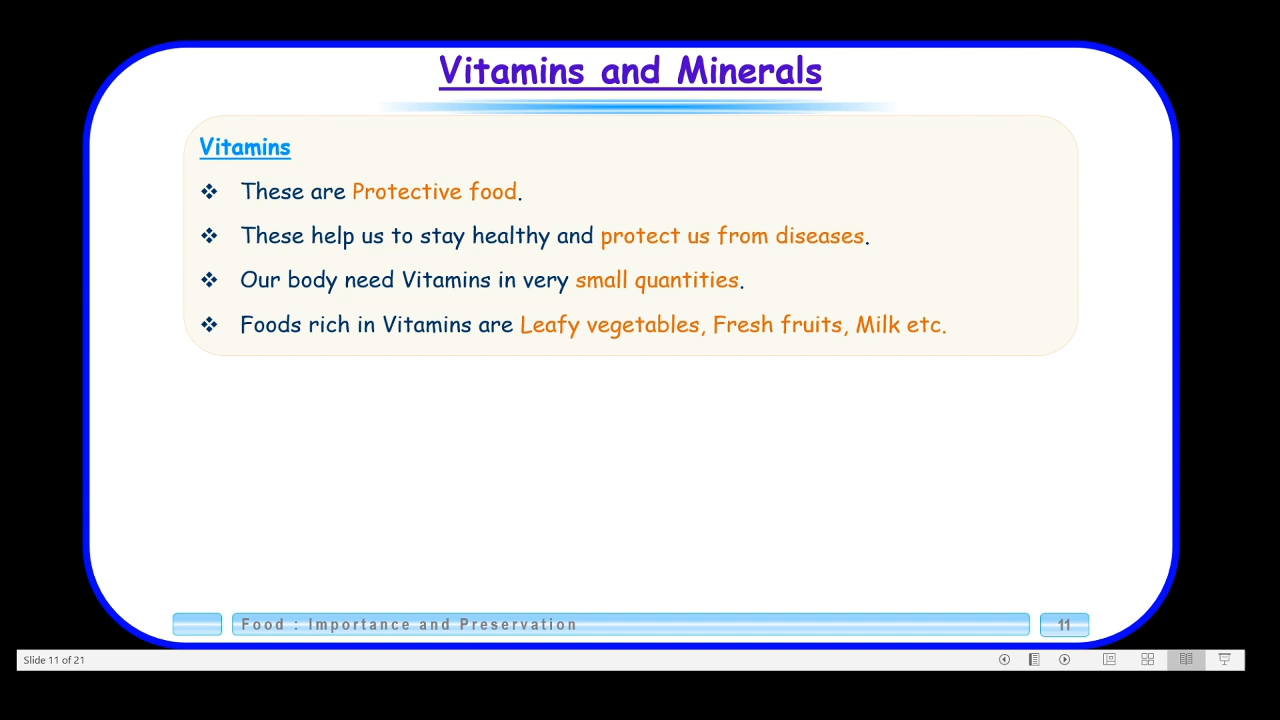 Vitamins and Minerals
Vitamins
❖ These are Protective food.
❖ These help us to stay healthy and protect us from diseases.
❖ Our body need Vitamins in very small quantities.
❖ Foods rich in Vitamins are Leafy vegetables, Fresh fruits, Milk etc.
Food : Importance and Preservation
11
Slide 11 of 21